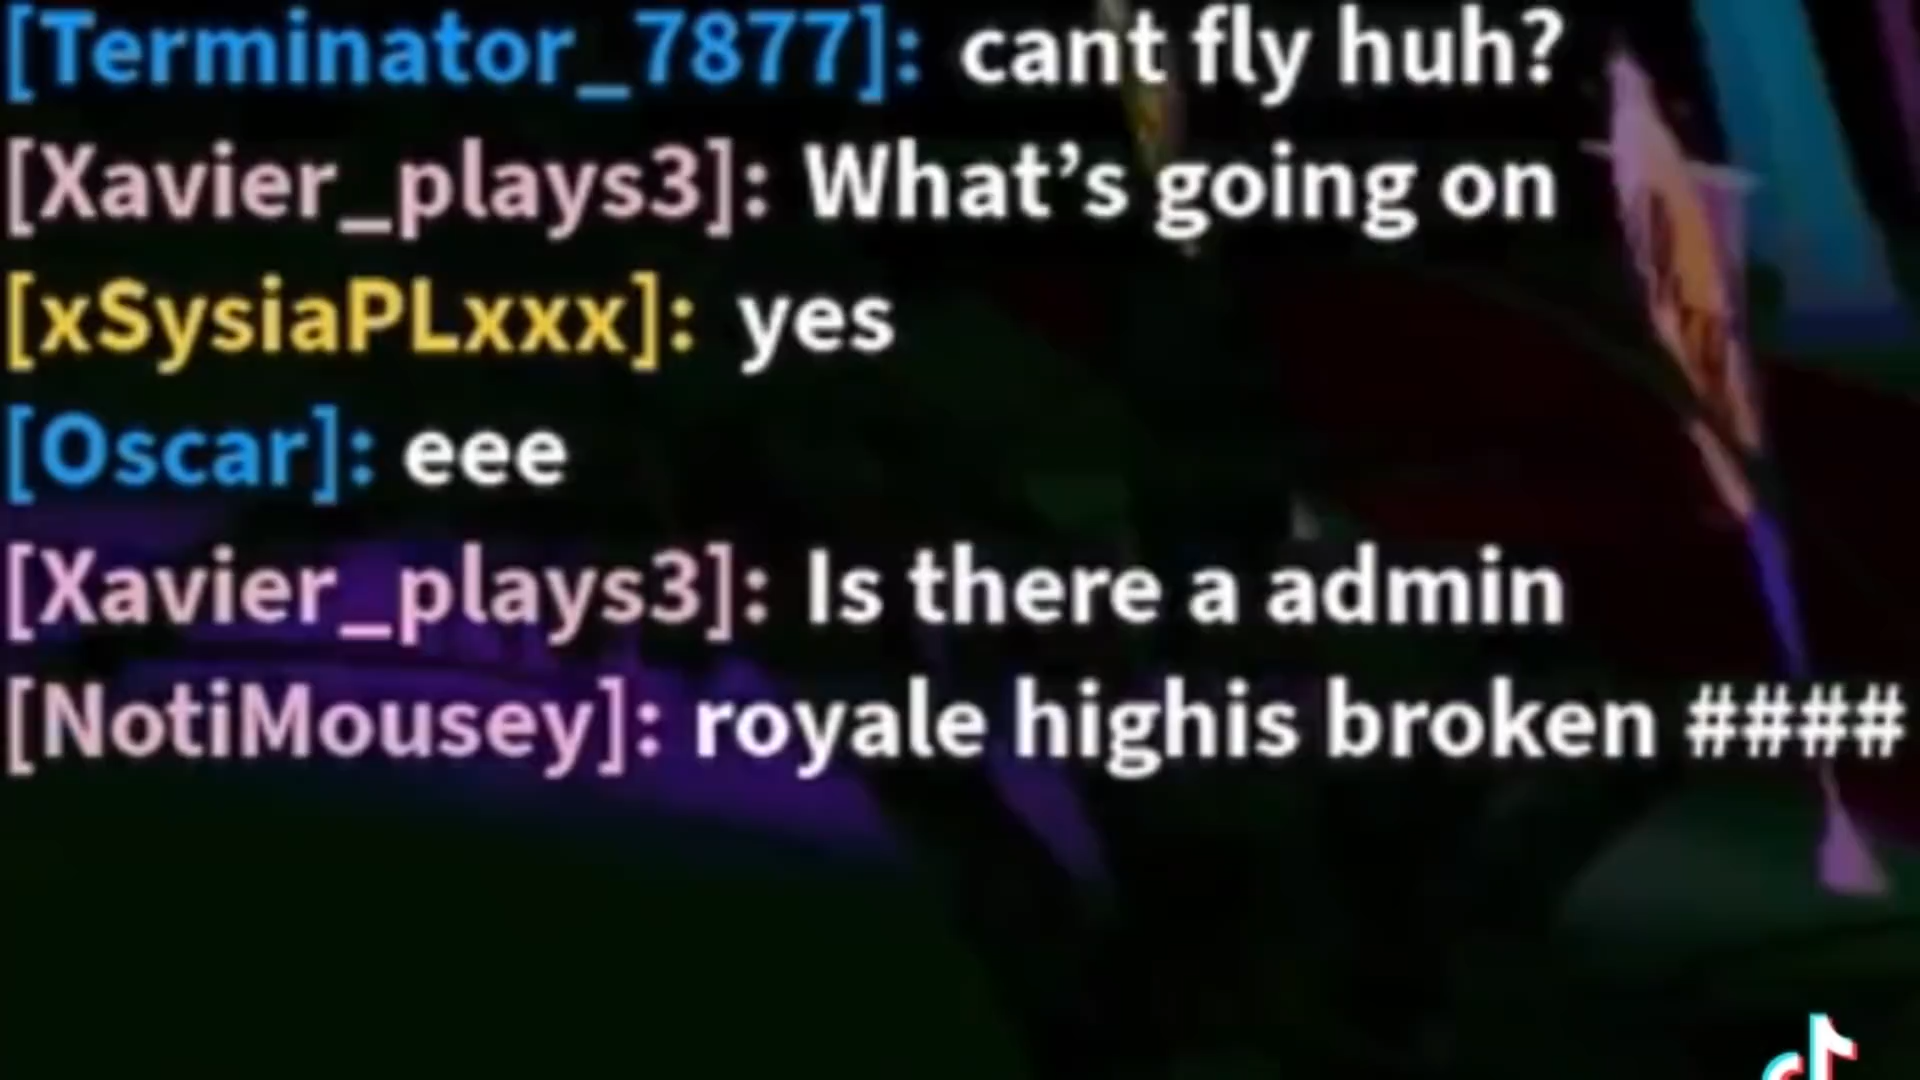 [Terminator_7877]: cant fly huh?
[Xavier_plays3]: What’s going on
[xSysiaPLxxx]: yes
[Oscar]: eee
[Xavier_plays3]: Is there a admin
[NotiMousey]: royale highis broken ####